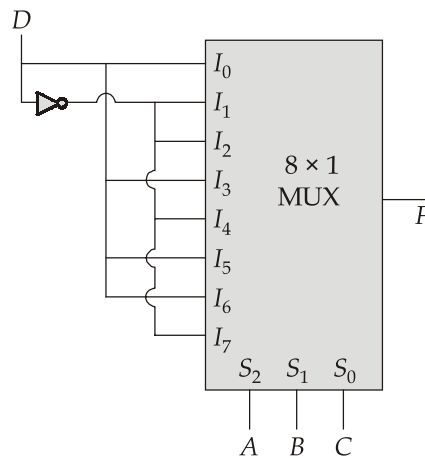 D
I₀
I₁
I₂
8 × 1
I₃
MUX
I₄
I₅
I₆
I₇
S₂ S₁ S₀
A B C